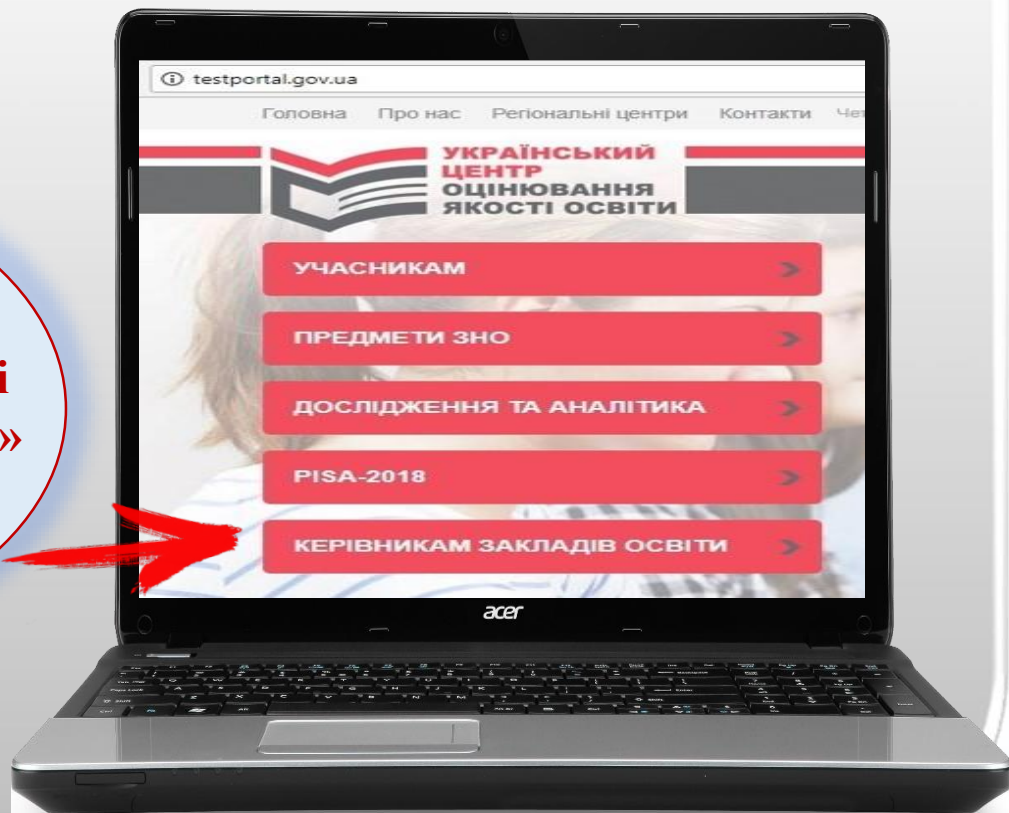 testportal.gov.ua
Головна Про нас Регіональні центри Контакти
УКРАЇНСЬКИЙ
ЦЕНТР
ОЦІНЮВАННЯ
ЯКОСТІ ОСВІТИ
УЧАСНИКАМ
ПРЕДМЕТИ ЗНО
і
ДОСЛІДЖЕННЯ ТА АНАЛІТИКА
»
PISA-2018
КЕРІВНИКАМ ЗАКЛАДІВ ОСВІТИ
acer